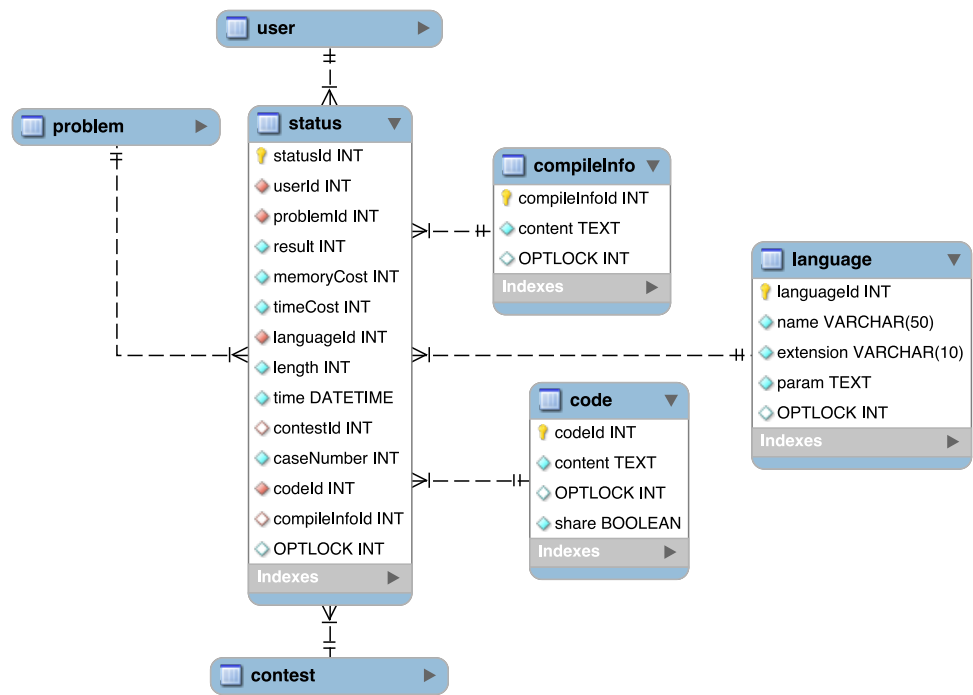 user
problem
status
statusId INT
userId INT
problemId INT
result INT
memoryCost INT
timeCost INT
languageId INT
length INT
time DATETIME
contestId INT
caseNumber INT
codeId INT
compileInfoId INT
OPTLOCK INT
Indexes
compileInfo
compileInfoId INT
content TEXT
OPTLOCK INT
Indexes
language
languageId INT
name VARCHAR(50)
extension VARCHAR(10)
param TEXT
OPTLOCK INT
Indexes
code
codeId INT
content TEXT
OPTLOCK INT
share BOOLEAN
Indexes
contest